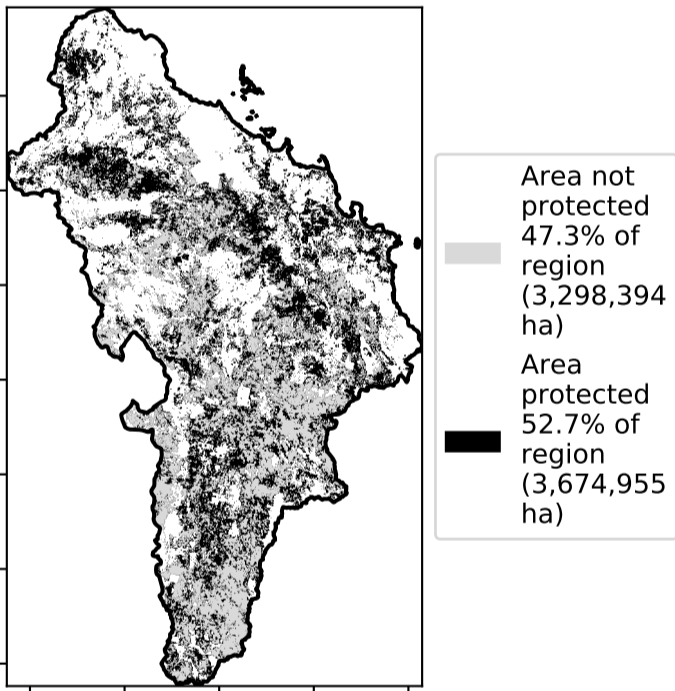 Area not
protected
47.3% of
region
(3,298,394
ha)
Area
protected
52.7% of
region
(3,674,955
ha)